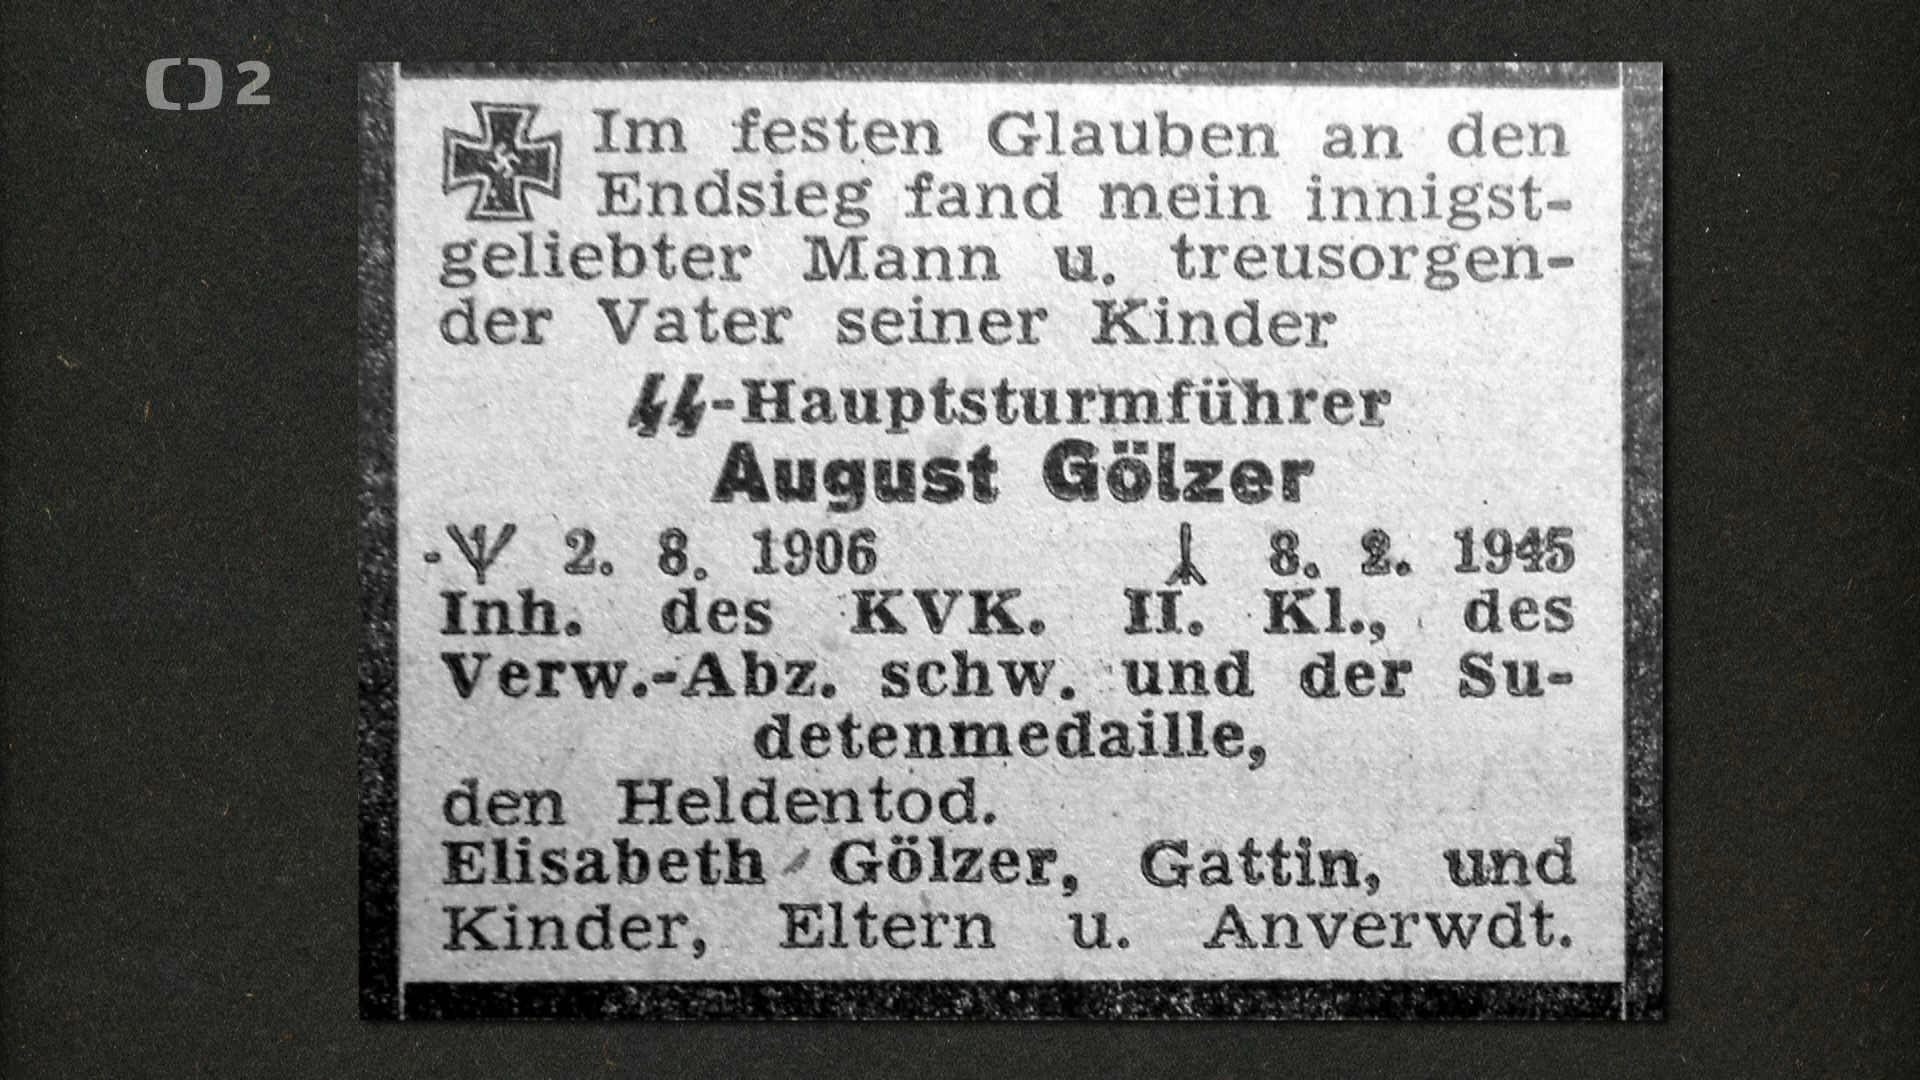 2
Im festen Glauben an den
Endsieg fand mein innigst-
geliebter Mann u. treusorgen-
der Vater seiner Kinder
ᛋᛋ-Hauptsturmführer
August Gölzer
ᛉ 2. 8. 1906 ᛣ 8. 2. 1945
Inh. des KVK. II. Kl., des
Verw.-Abz. schw. und der Su-
detenmedaille,
den Heldentod.
Elisabeth Gölzer, Gattin, und
Kinder, Eltern u. Anverwdt.